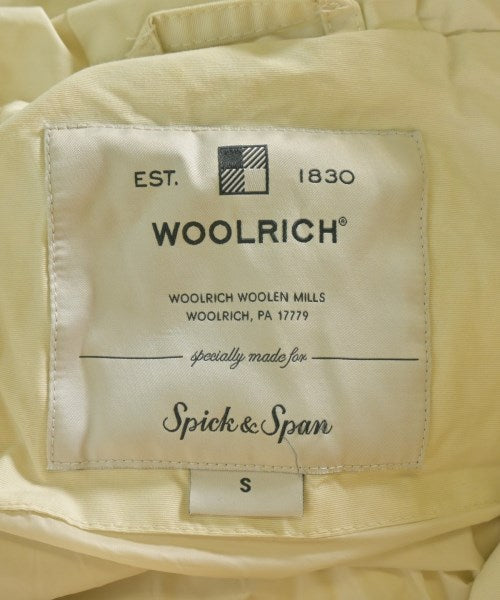 EST. 1830
WOOLRICH®
WOOLRICH WOOLEN MILLS
WOOLRICH, PA 17779
specially made for
Spick & Span
S